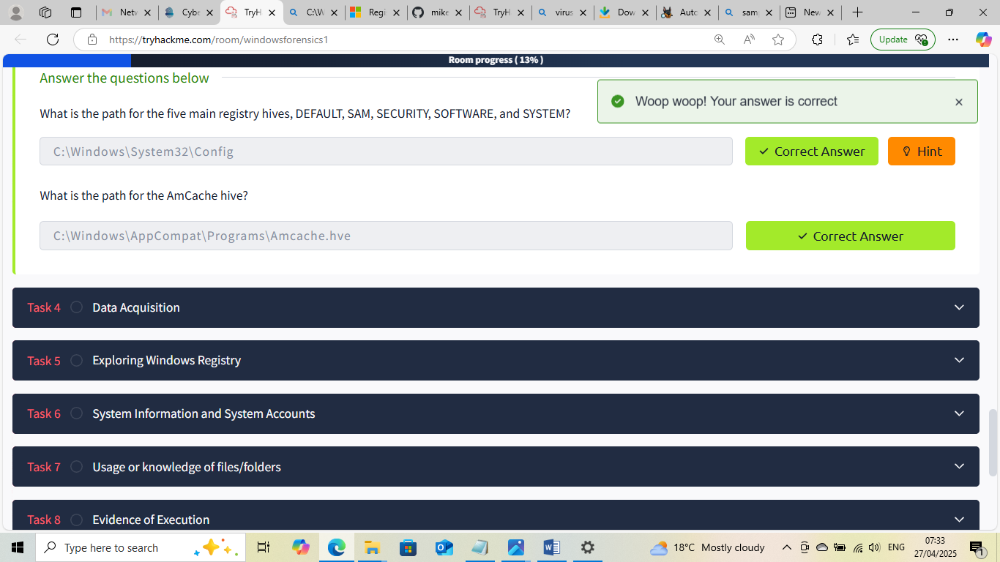 Netw
Cybe
TryH
C:\W
Regi
mike
TryH
virus
Dow
Auto
sam
New
https://tryhackme.com/room/windowsforensics1
Update
Room progress ( 13% )
Answer the questions below
Woop woop! Your answer is correct
What is the path for the five main registry hives, DEFAULT, SAM, SECURITY, SOFTWARE, and SYSTEM?
C:\Windows\System32\Config
Correct Answer
Hint
What is the path for the AmCache hive?
C:\Windows\AppCompat\Programs\Amcache.hve
Correct Answer
Task 4 Data Acquisition
Task 5 Exploring Windows Registry
Task 6 System Information and System Accounts
Task 7 Usage or knowledge of files/folders
Task 8 Evidence of Execution
Type here to search
18°C Mostly cloudy
ENG
07:33
27/04/2025
1